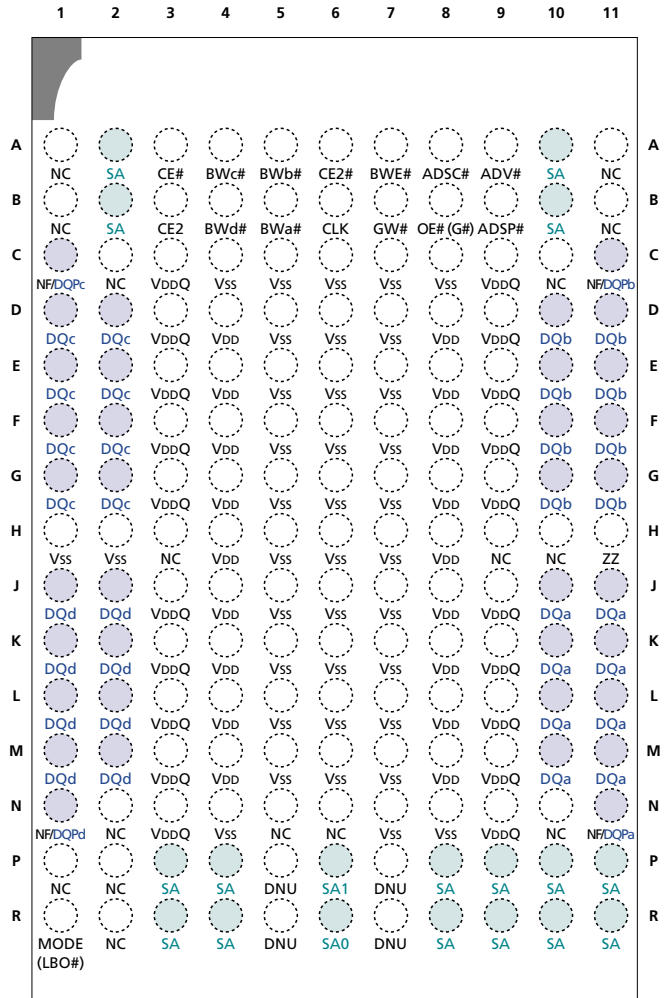 1 2 3 4 5 6 7 8 9 10 11
A A
NC SA CE# BWc# BWb# CE2# BWE# ADSC# ADV# SA NC
B B
NC SA CE2 BWd# BWa# CLK GW# OE# (G#) ADSP# SA NC
C C
NF/DQPc NC VDDQ Vss Vss Vss Vss Vss VDDQ NC NF/DQPb
D D
DQc DQc VDDQ VDD Vss Vss Vss VDD VDDQ DQb DQb
E E
DQc DQc VDDQ VDD Vss Vss Vss VDD VDDQ DQb DQb
F F
DQc DQc VDDQ VDD Vss Vss Vss VDD VDDQ DQb DQb
G G
DQc DQc VDDQ VDD Vss Vss Vss VDD VDDQ DQb DQb
H H
Vss Vss NC VDD Vss Vss Vss VDD NC NC ZZ
J J
DQd DQd VDDQ VDD Vss Vss Vss VDD VDDQ DQa DQa
K K
DQd DQd VDDQ VDD Vss Vss Vss VDD VDDQ DQa DQa
L L
DQd DQd VDDQ VDD Vss Vss Vss VDD VDDQ DQa DQa
M M
DQd DQd VDDQ VDD Vss Vss Vss VDD VDDQ DQa DQa
N N
NF/DQPd NC VDDQ Vss NC NC Vss Vss VDDQ NC NF/DQPa
P P
NC NC SA SA DNU SA1 DNU SA SA SA SA
R R
MODE NC SA SA DNU SA0 DNU SA SA SA SA
(LBO#)